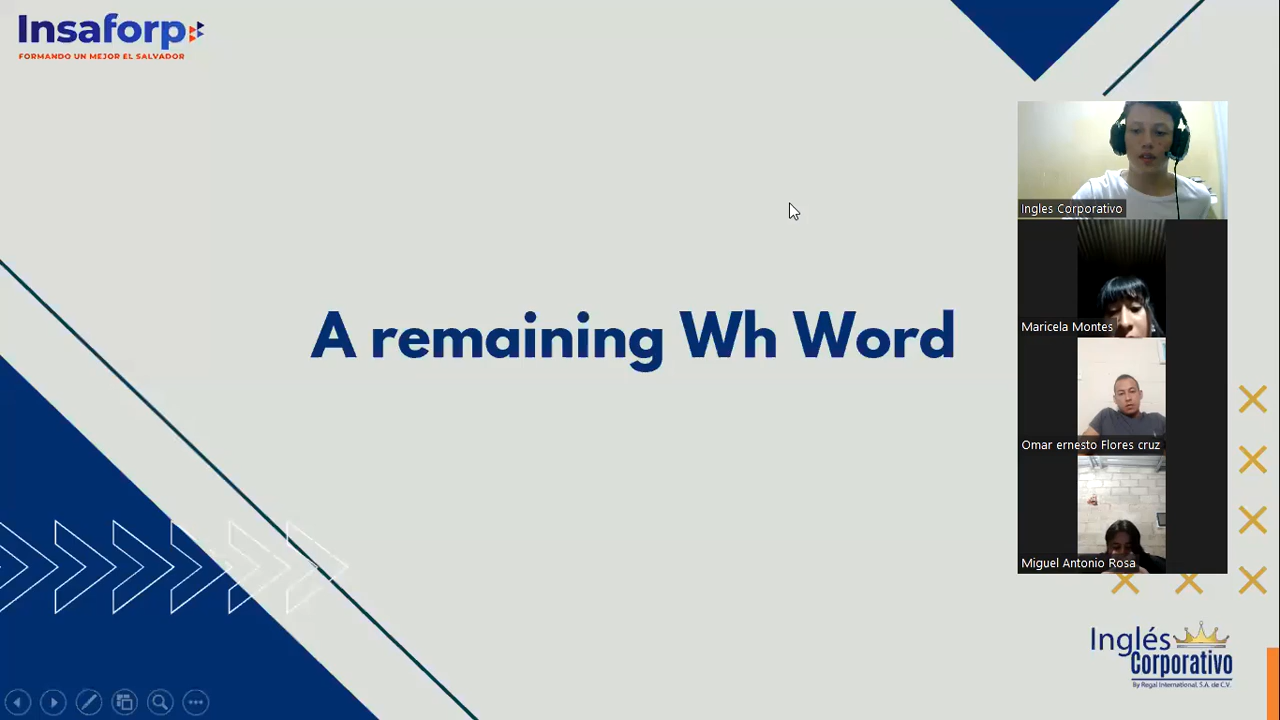 Insaforp
FORMANDO UN MEJOR EL SALVADOR
A remaining Wh Word
Ingles Corporativo
Maricela Montes
Omar ernesto Flores cruz
Miguel Antonio Rosa
Inglés
Corporativo
By Regal International, S.A. de C.V.